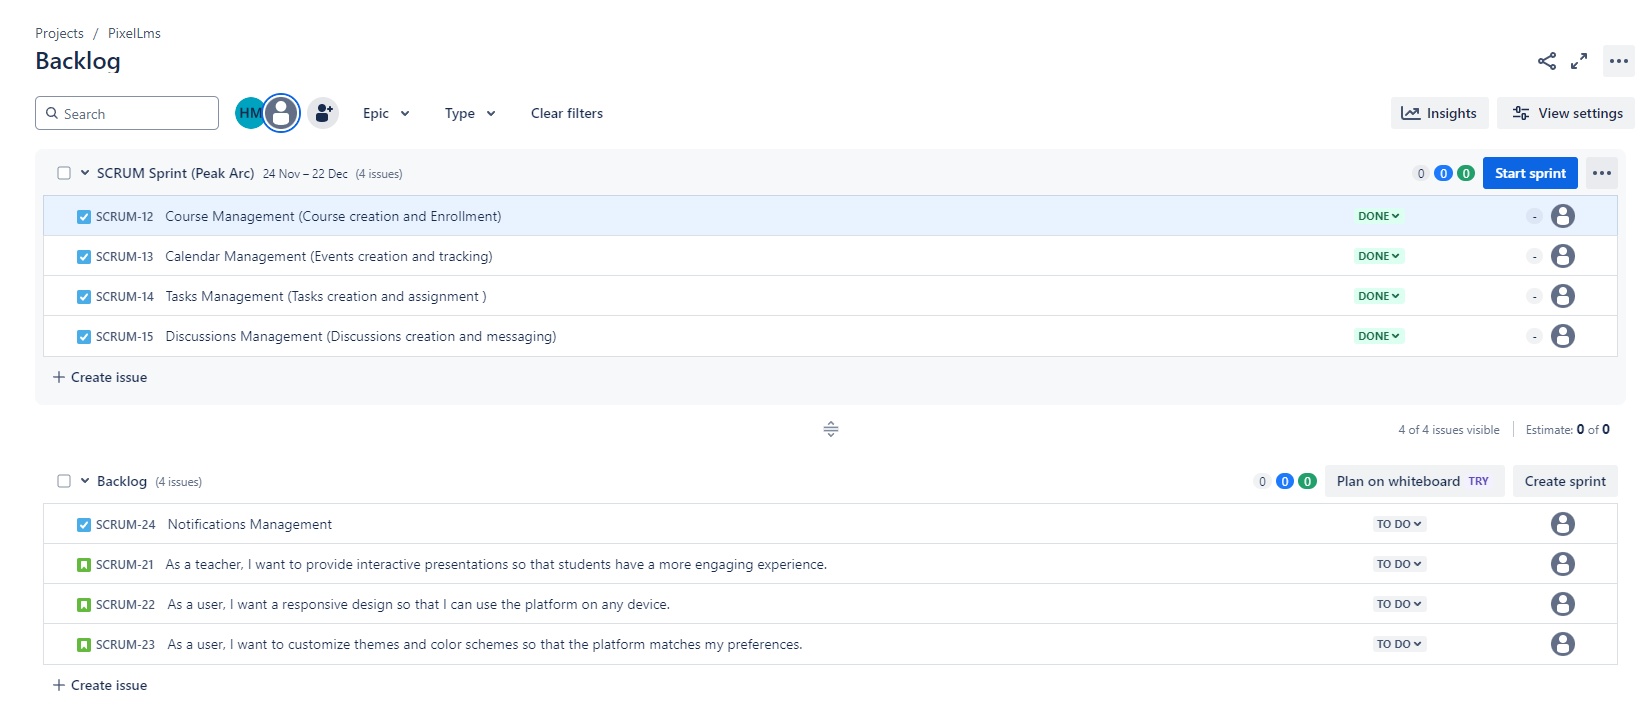 Projects / PixelLms
Backlog
Search
HM
Epic
Type
Clear filters
Insights
View settings
SCRUM Sprint (Peak Arc) 24 Nov – 22 Dec (4 issues) 0 0 0 Start sprint
SCRUM-12 Course Management (Course creation and Enrollment) DONE -
SCRUM-13 Calendar Management (Events creation and tracking) DONE -
SCRUM-14 Tasks Management (Tasks creation and assignment ) DONE -
SCRUM-15 Discussions Management (Discussions creation and messaging) DONE -
+ Create issue
4 of 4 issues visible Estimate: 0 of 0
Backlog (4 issues) 0 0 0 Plan on whiteboard TRY Create sprint
SCRUM-24 Notifications Management TO DO
SCRUM-21 As a teacher, I want to provide interactive presentations so that students have a more engaging experience. TO DO
SCRUM-22 As a user, I want a responsive design so that I can use the platform on any device. TO DO
SCRUM-23 As a user, I want to customize themes and color schemes so that the platform matches my preferences. TO DO
+ Create issue